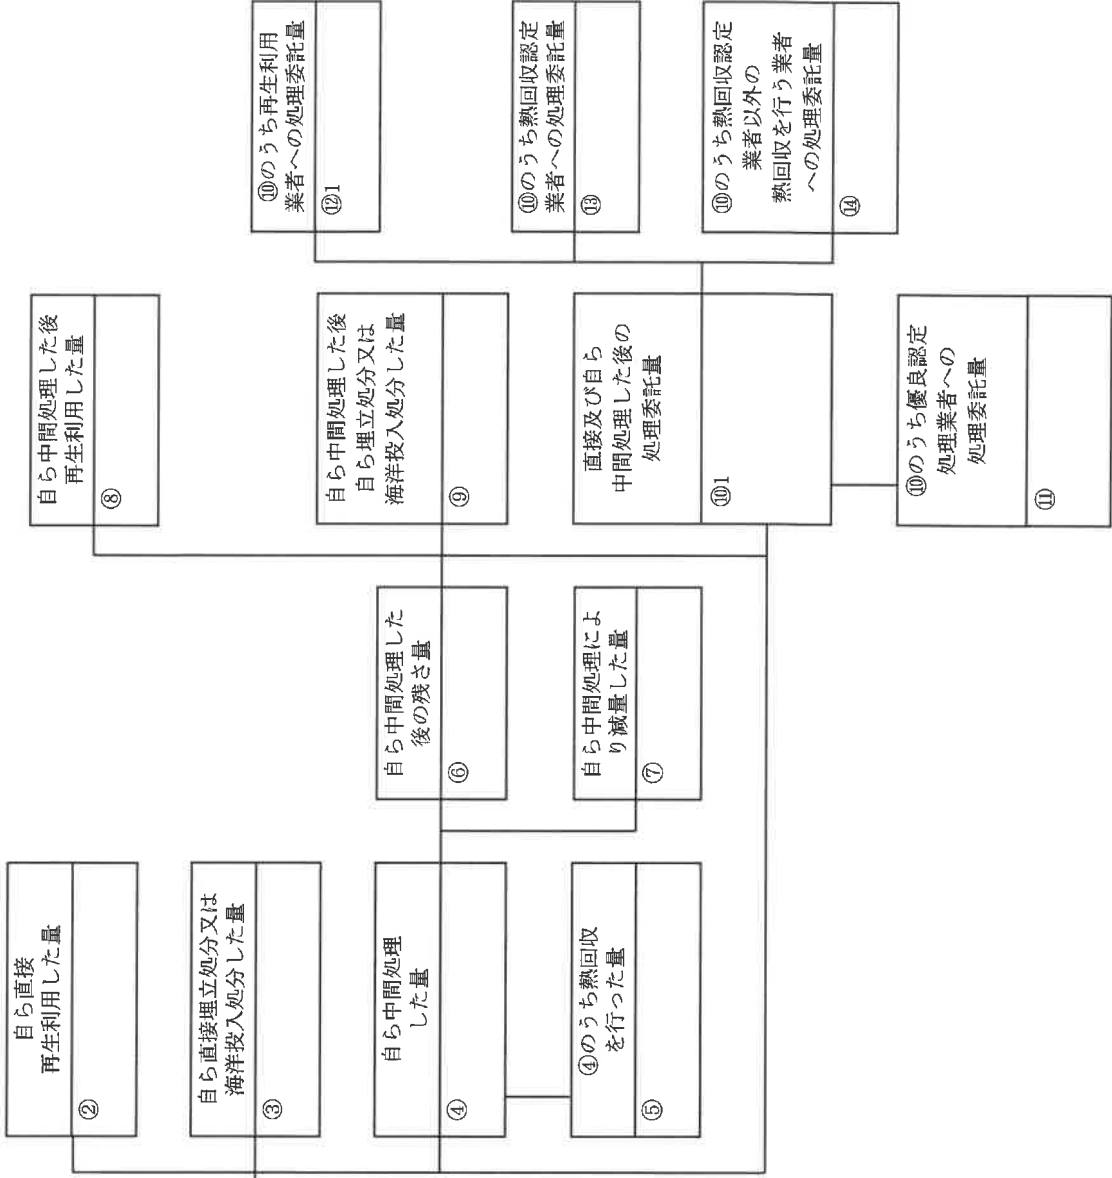 自ら直接
再生利用した量
②
自ら直接埋立処分又は
海洋投入処分した量
③
自ら中間処理
した量
④
④のうち熱回収
を行った量
⑤
自ら中間処理した
後の残さ量
⑥
自ら中間処理によ
り減量した量
⑦
自ら中間処理した後
再生利用した量
⑧
自ら中間処理した後
自ら埋立処分又は
海洋投入処分した量
⑨
直接及び自ら
中間処理した後の
処理委託量
⑩1
⑩のうち優良認定
処理業者への
処理委託量
⑪
⑩のうち再生利用
業者への処理委託量
⑫1
⑩のうち熱回収認定
業者への処理委託量
⑬
⑩のうち熱回収認定
業者以外の
熱回収を行う業者
への処理委託量
⑭